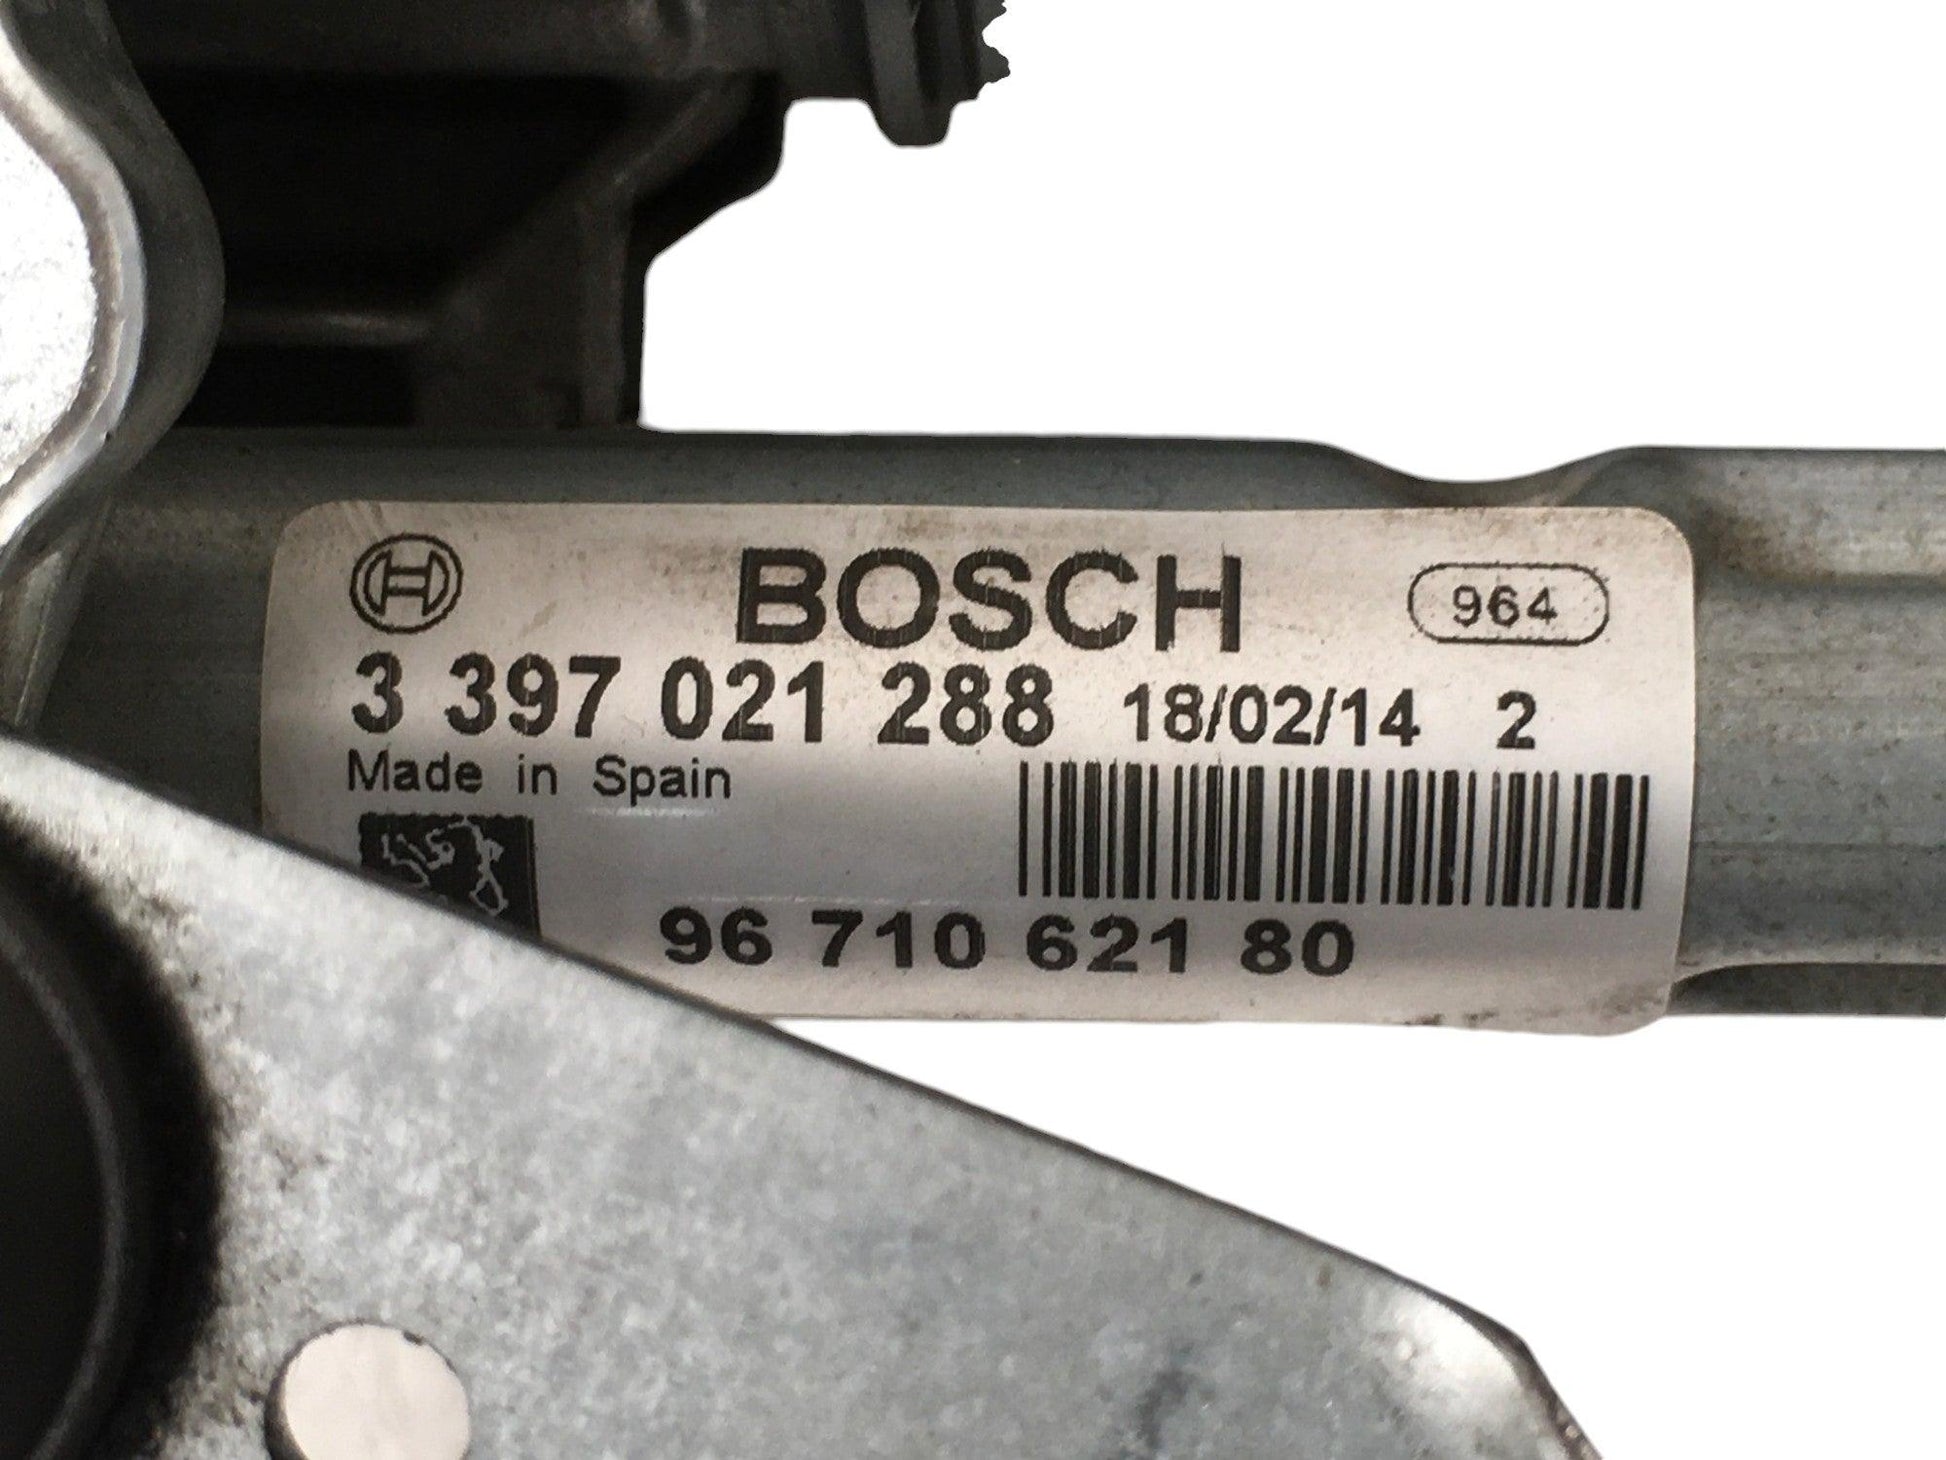 BOSCH 964
3 397 021 288 18/02/14 2
Made in Spain
96 710 621 80